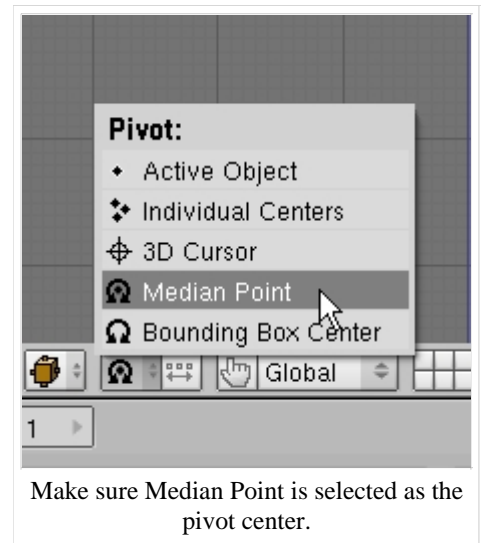 Pivot:
Active Object
Individual Centers
3D Cursor
Median Point
Bounding Box Center
Global
1
Make sure Median Point is selected as the
pivot center.